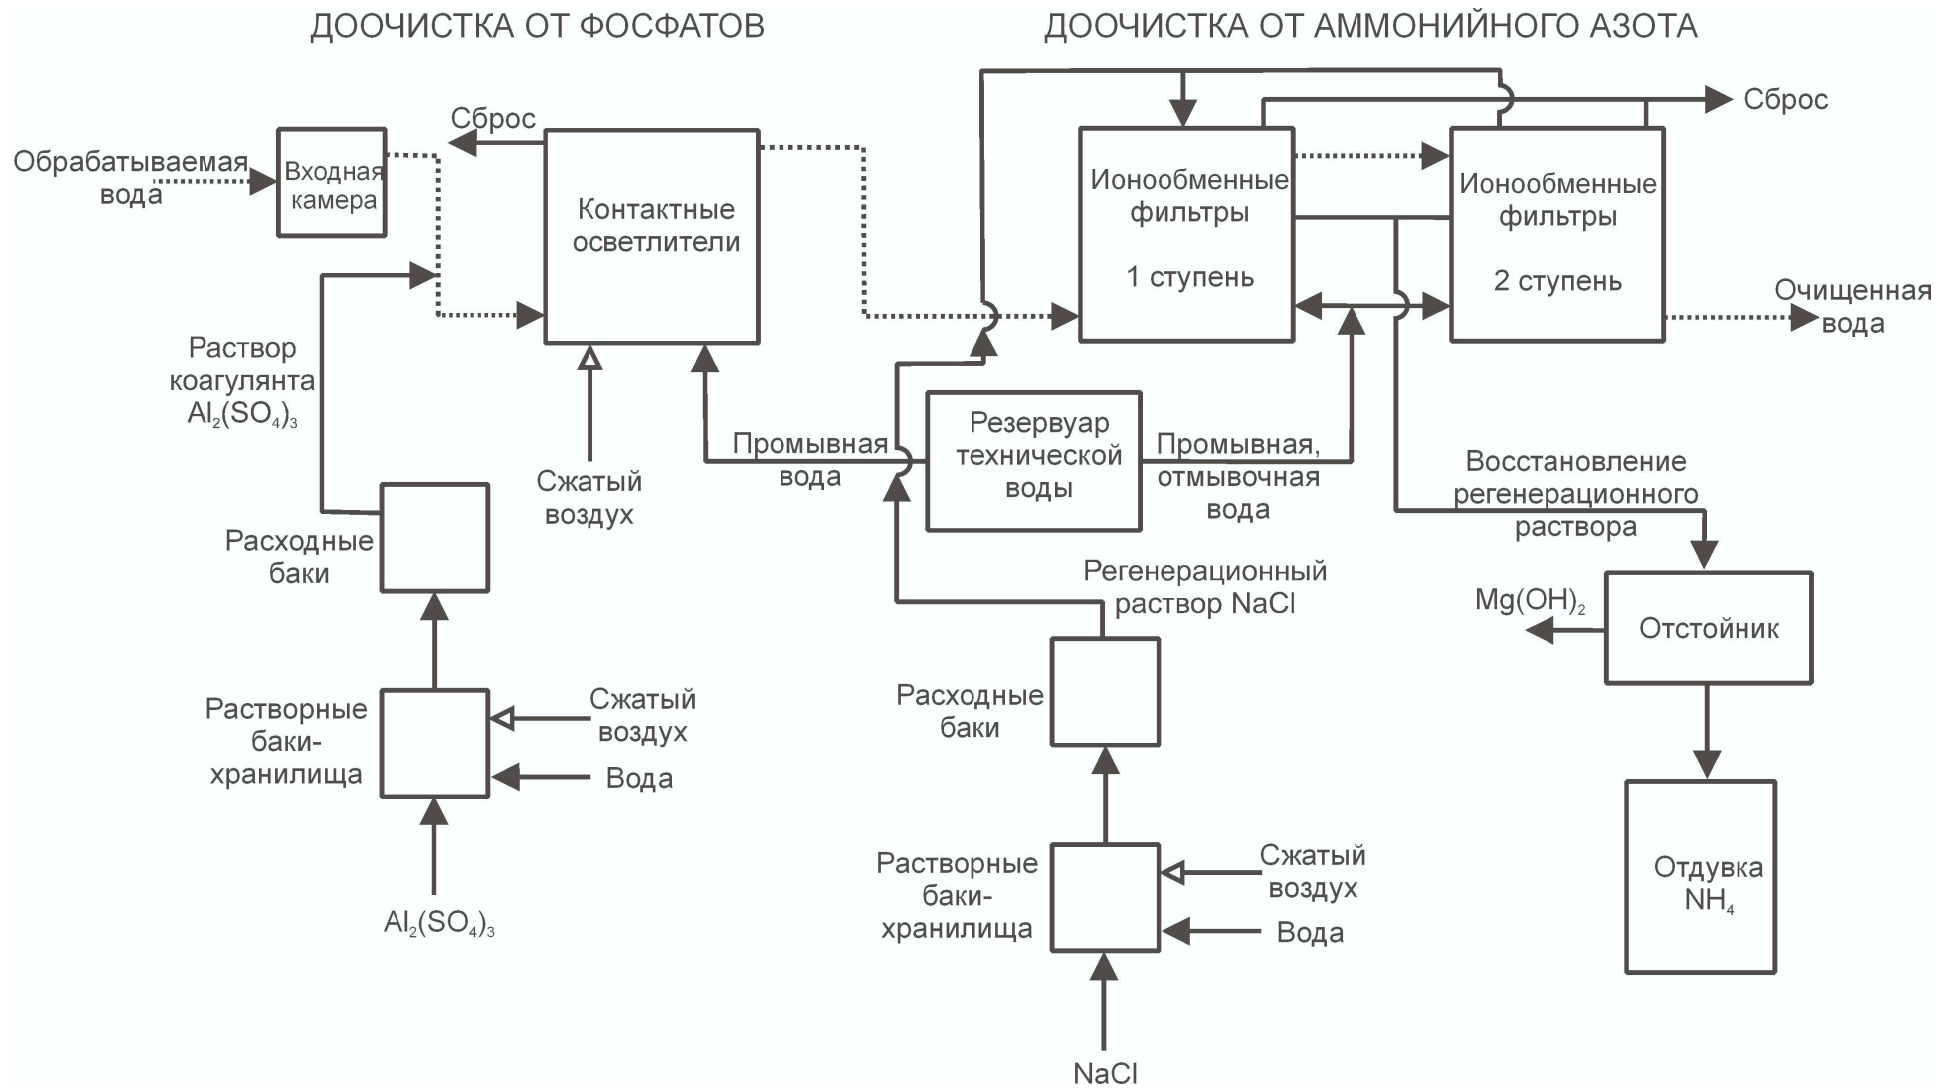 ДООЧИСТКА ОТ ФОСФАТОВ
ДООЧИСТКА ОТ АММОНИЙНОГО АЗОТА
Сброс
Сброс
Обрабатываемая
вода
Входная
камера
Контактные
осветлители
Ионообменные
фильтры
1 ступень
Ионообменные
фильтры
2 ступень
Очищенная
вода
Раствор
коагулянта
Al₂(SO₄)₃
Сжатый
воздух
Промывная
вода
Резервуар
технической
воды
Промывная,
отмывочная
вода
Восстановление
регенерационного
раствора
Расходные
баки
Регенерационный
раствор NaCl
Mg(OH)₂
Отстойник
Растворные
баки-
хранилища
Сжатый
воздух
Вода
Расходные
баки
Al₂(SO₄)₃
Растворные
баки-
хранилища
Сжатый
воздух
Вода
Отдувка
NH₄
NaCl